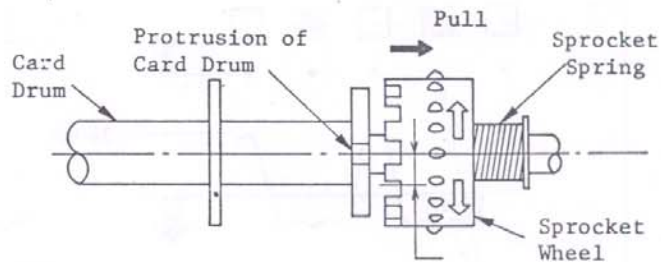 Pull
Protrusion of
Card Drum
Sprocket
Spring
Card
Drum
Sprocket
Wheel